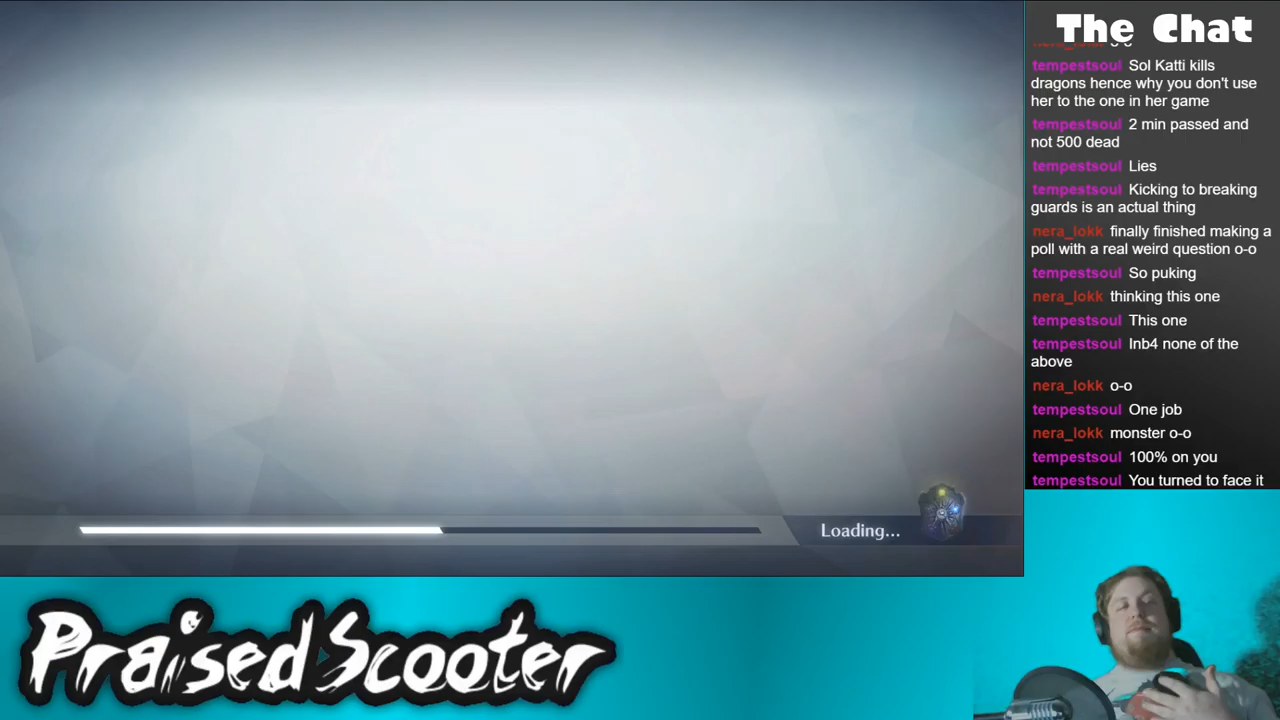 The Chat
tempestsoul Sol Katti kills
dragons hence why you don't use
her to the one in her game
tempestsoul 2 min passed and
not 500 dead
tempestsoul Lies
tempestsoul Kicking to breaking
guards is an actual thing
nera_lokk finally finished making a
poll with a real weird question o-o
tempestsoul So puking
nera_lokk thinking this one
tempestsoul This one
tempestsoul Inb4 none of the
above
nera_lokk o-o
tempestsoul One job
nera_lokk monster o-o
tempestsoul 100% on you
tempestsoul You turned to face it
Loading...
PraisedScooter